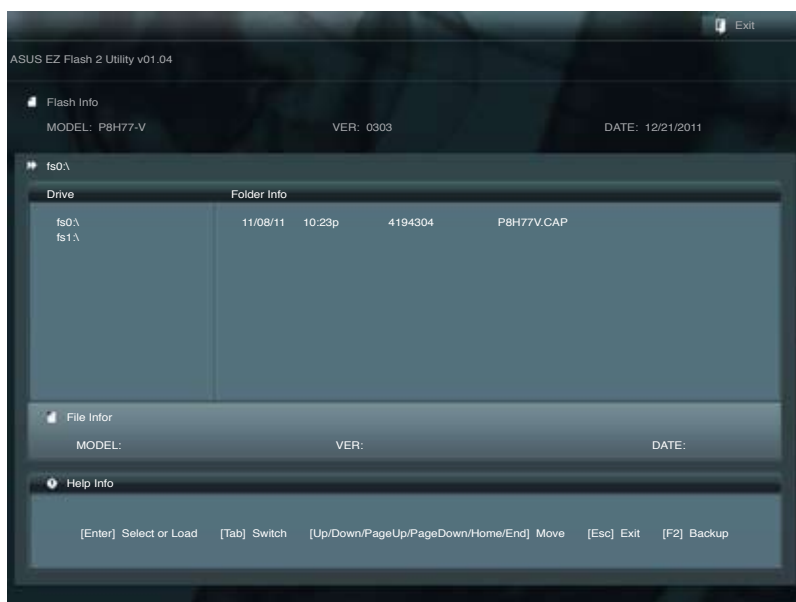 Exit
ASUS EZ Flash 2 Utility v01.04
Flash Info
MODEL: P8H77-V VER: 0303 DATE: 12/21/2011
fs0:\
Drive Folder Info
fs0:\ 11/08/11 10:23p 4194304 P8H77V.CAP
fs1:\
File Infor
MODEL: VER: DATE:
Help Info
[Enter] Select or Load [Tab] Switch [Up/Down/PageUp/PageDown/Home/End] Move [Esc] Exit [F2] Backup